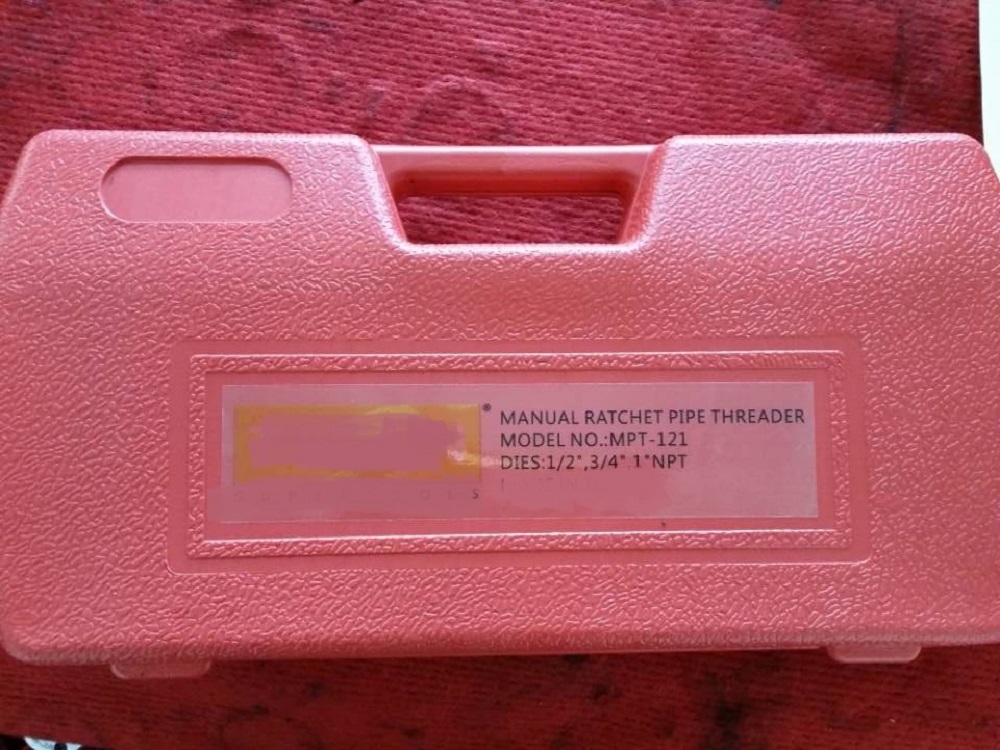 ®
MANUAL RATCHET PIPE THREADER
MODEL NO.:MPT-121
DIES:1/2",3/4".1"NPT